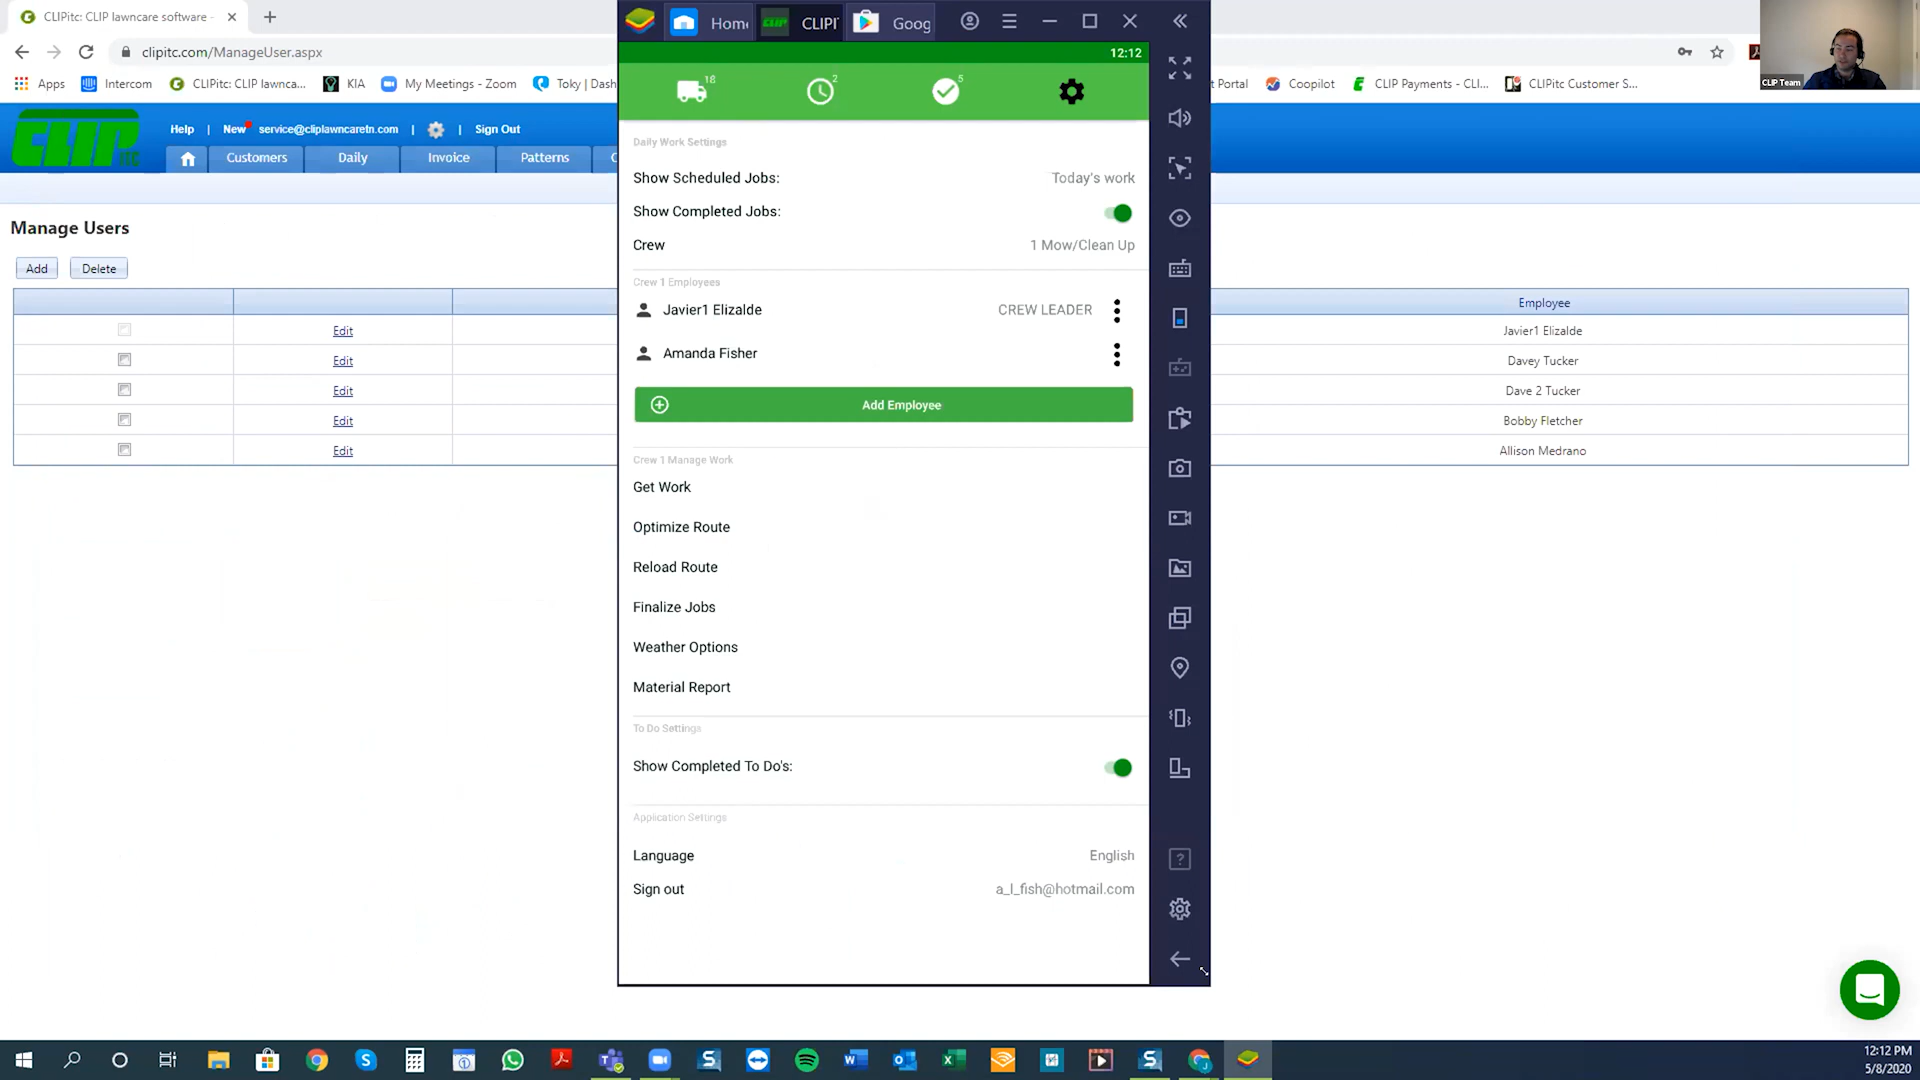 CLIPitc: CLIP lawncare software -
clipitc.com/ManageUser.aspx
Apps
Intercom
CLIPitc: CLIP lawnca...
KIA
My Meetings - Zoom
Toky | Dash
t Portal
Coopilot
CLIP Payments - CLI...
CLIPitc Customer S...
CLIP Team
CLIP ITC
Help | New service@cliplawncaretn.com | | Sign Out
Customers
Daily
Invoice
Patterns
Manage Users
Add
Delete
Employee
Edit
Javier1 Elizalde
Edit
Davey Tucker
Edit
Dave 2 Tucker
Edit
Bobby Fletcher
Edit
Allison Medrano
Home
CLIPI
Goog
12:12
18
2
5
Daily Work Settings
Show Scheduled Jobs: Today's work
Show Completed Jobs:
Crew 1 Mow/Clean Up
Crew 1 Employees
Javier1 Elizalde CREW LEADER
Amanda Fisher
Add Employee
Crew 1 Manage Work
Get Work
Optimize Route
Reload Route
Finalize Jobs
Weather Options
Material Report
To Do Settings
Show Completed To Do's:
Application Settings
Language English
Sign out a_l_fish@hotmail.com
12:12 PM
5/8/2020